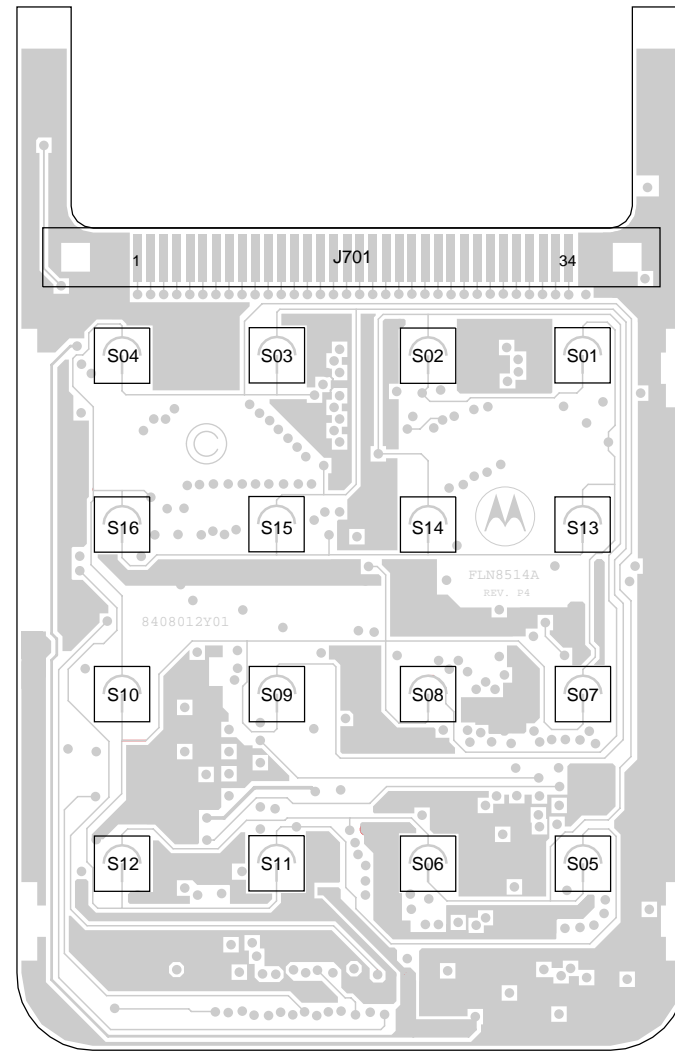 1 J701 34
S04 S03 S02 S01
S16 S15 S14 S13
FLN8514A
REV. P4
8408012Y01
S10 S09 S08 S07
S12 S11 S06 S05